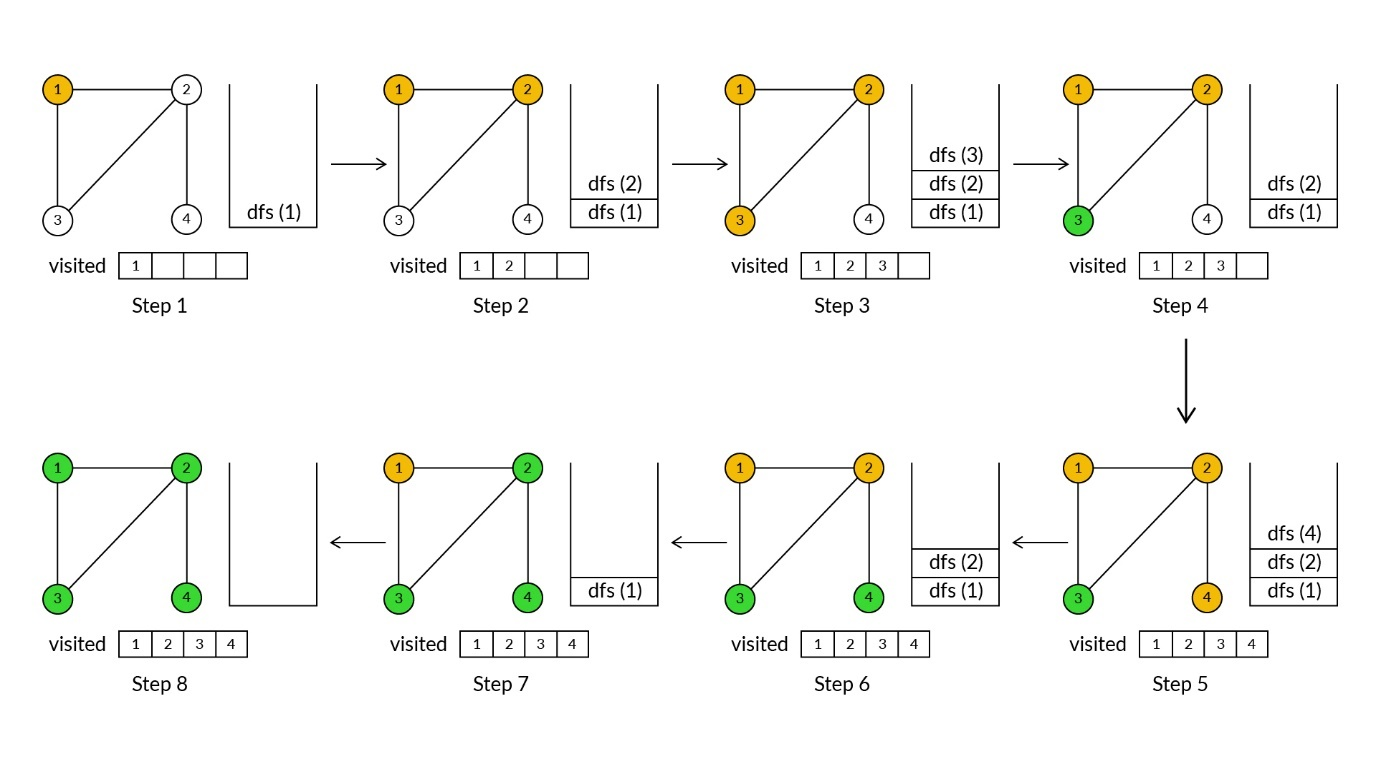 1 2
3 4
dfs (1)
visited 1
Step 1
1 2
3 4
dfs (2)
dfs (1)
visited 1 2
Step 2
1 2
3 4
dfs (3)
dfs (2)
dfs (1)
visited 1 2 3
Step 3
1 2
3 4
dfs (2)
dfs (1)
visited 1 2 3
Step 4
1 2
3 4
dfs (4)
dfs (2)
dfs (1)
visited 1 2 3 4
Step 5
1 2
3 4
dfs (2)
dfs (1)
visited 1 2 3 4
Step 6
1 2
3 4
dfs (1)
visited 1 2 3 4
Step 7
1 2
3 4
visited 1 2 3 4
Step 8